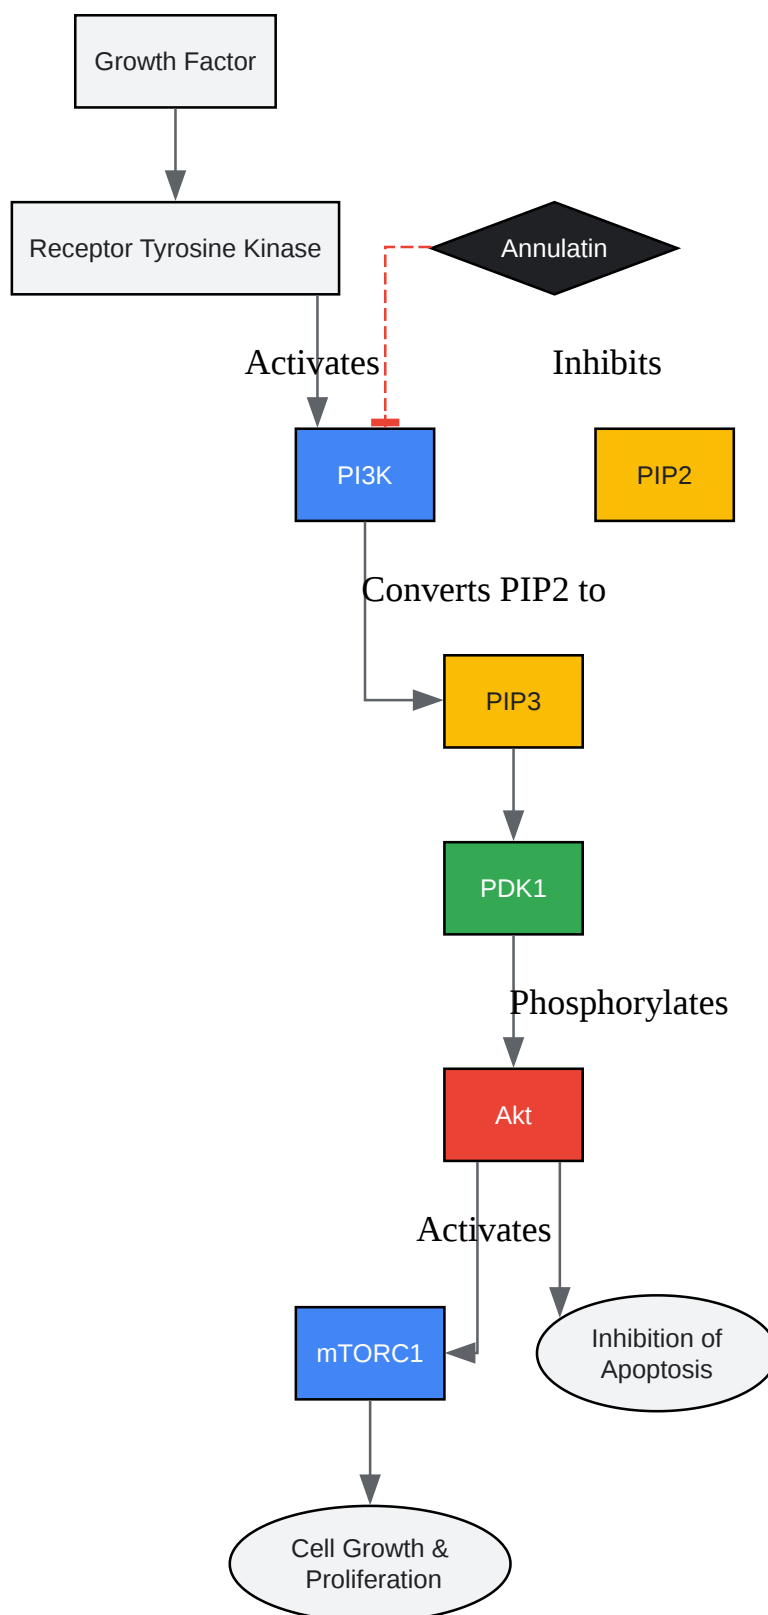 Growth Factor
Receptor Tyrosine Kinase
Annulatin
Activates
Inhibits
PI3K
PIP2
Converts PIP2 to
PIP3
PDK1
Phosphorylates
Akt
Activates
mTORC1
Inhibition of
Apoptosis
Cell Growth &
Proliferation